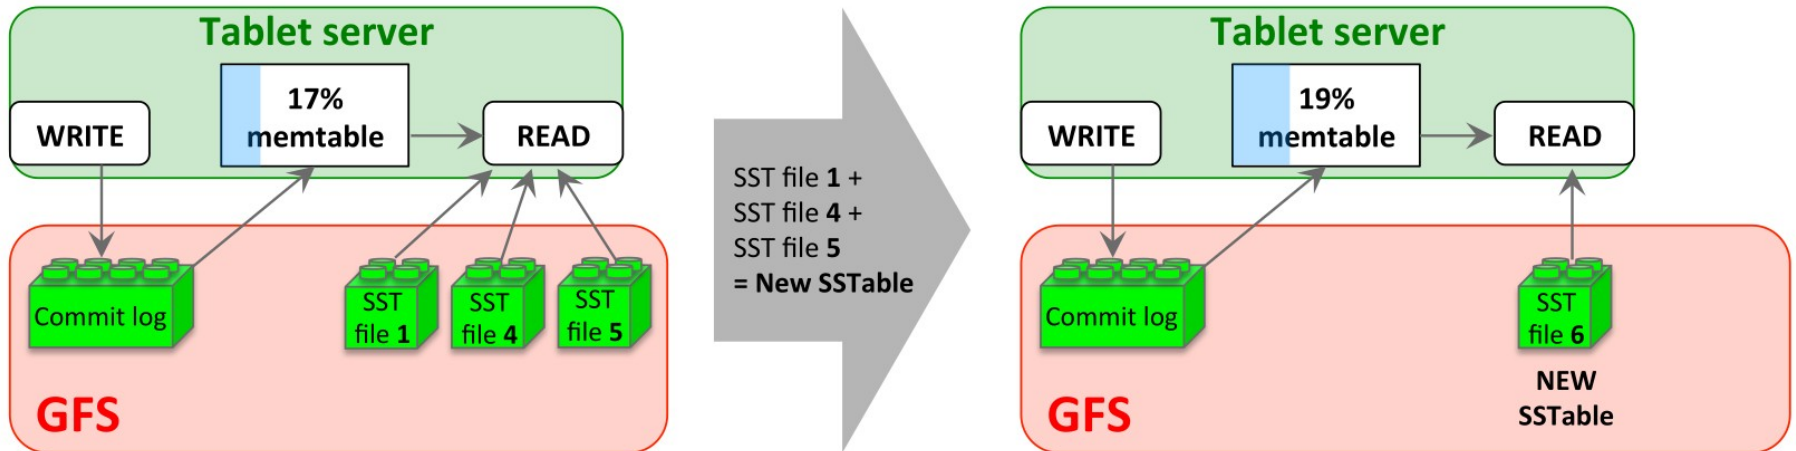 Tablet server
17%
memtable
WRITE
READ
Commit log
SST
file 1
SST
file 4
SST
file 5
GFS
SST file 1 +
SST file 4 +
SST file 5
= New SSTable
Tablet server
19%
memtable
WRITE
READ
Commit log
SST
file 6
NEW
SSTable
GFS